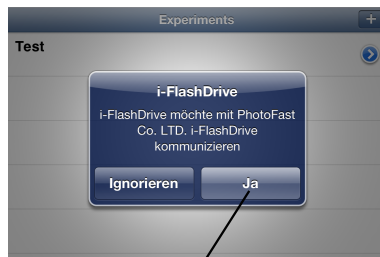 Experiments
+
Test
i-FlashDrive
i-FlashDrive möchte mit PhotoFast
Co. LTD. i-FlashDrive
kommunizieren
Ignorieren Ja